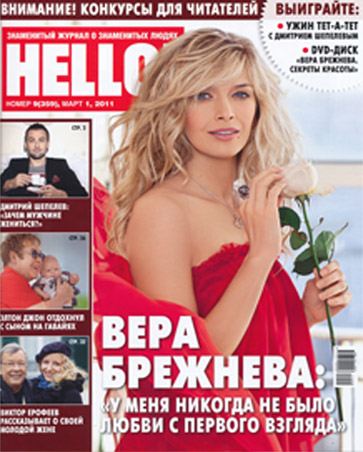 ВНИМАНИЕ! КОНКУРСЫ ДЛЯ ЧИТАТЕЛЕЙ
ВЫИГРАЙТЕ:
• УЖИН ТЕТ-А-ТЕТ
С ДМИТРИЕМ ШЕПЕЛЕВЫМ
• DVD-ДИСК
«ВЕРА БРЕЖНЕВА.
СЕКРЕТЫ КРАСОТЫ»
ЗНАМЕНИТЫЙ ЖУРНАЛ О ЗНАМЕНИТЫХ ЛЮДЯХ
HELLO!
НОМЕР 9(359), МАРТ 1, 2011
ДМИТРИЙ ШЕПЕЛЕВ:
«ЗАЧЕМ МУЖЧИНЕ
ЖЕНИТЬСЯ?»
ЭЛТОН ДЖОН ОТДОХНУЛ
С СЫНОМ НА ГАВАЙЯХ
ВИКТОР ЕРОФЕЕВ
РАССКАЗЫВАЕТ О СВОЕЙ
МОЛОДОЙ ЖЕНЕ
ВЕРА
БРЕЖНЕВА:
«У МЕНЯ НИКОГДА НЕ БЫЛО
ЛЮБВИ С ПЕРВОГО ВЗГЛЯДА»